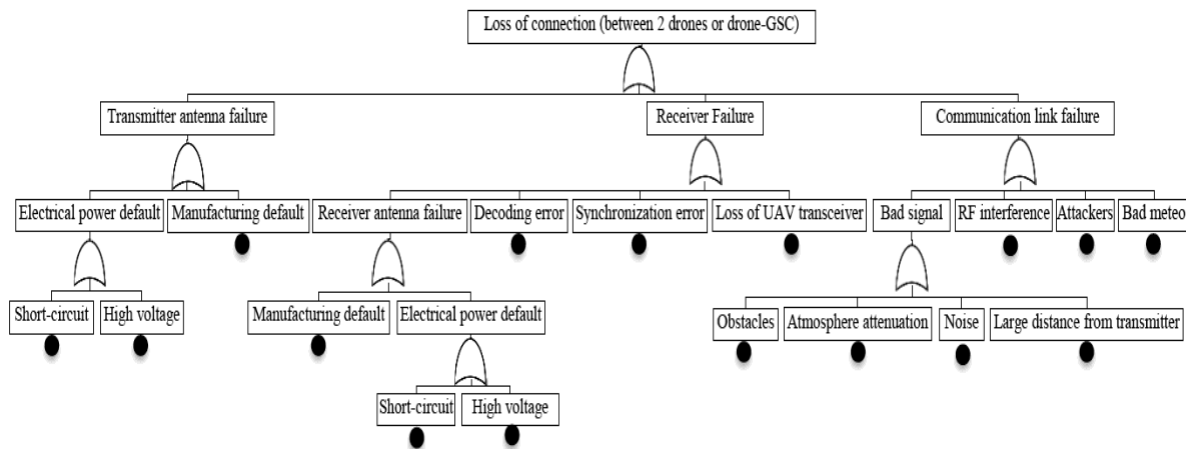 Loss of connection (between 2 drones or drone-GSC)
Transmitter antenna failure
Receiver Failure
Communication link failure
Electrical power default
Manufacturing default
Receiver antenna failure
Decoding error
Synchronization error
Loss of UAV transceiver
Bad signal
RF interference
Attackers
Bad meteo
Short-circuit
High voltage
Manufacturing default
Electrical power default
Obstacles
Atmosphere attenuation
Noise
Large distance from transmitter
Short-circuit
High voltage